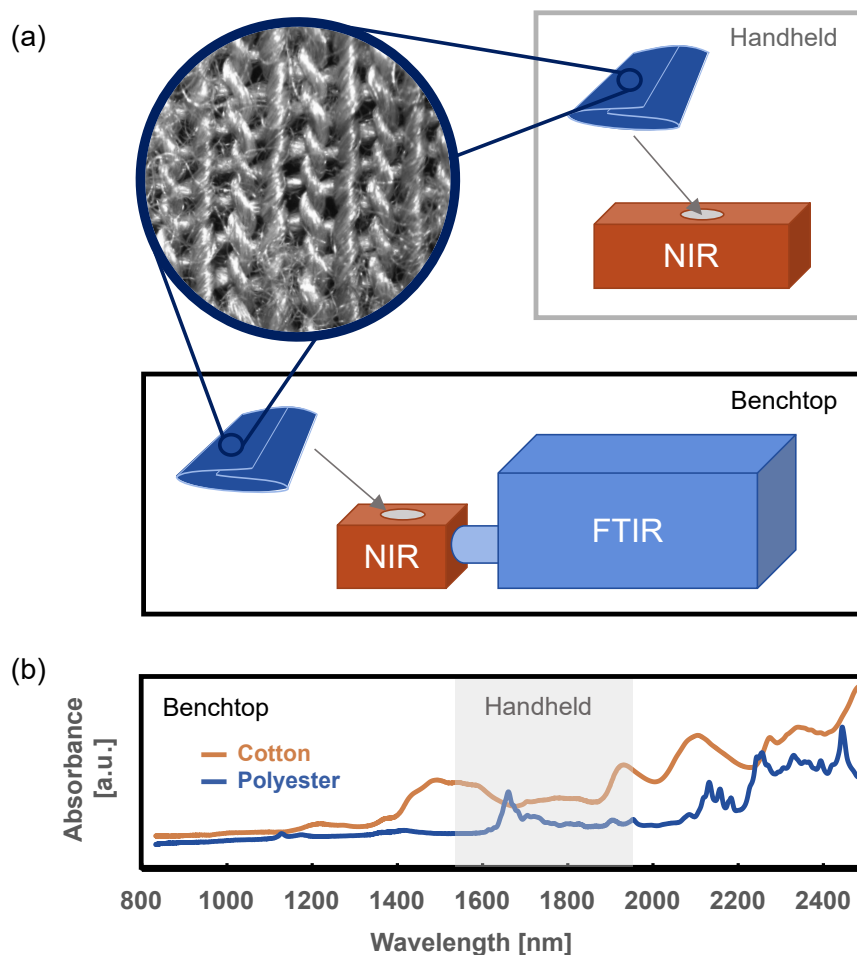 (a)
Handheld
NIR
Benchtop
NIR
FTIR
(b)
Benchtop
Handheld
Cotton
Polyester
Absorbance
[a.u.]
800 1000 1200 1400 1600 1800 2000 2200 2400
Wavelength [nm]